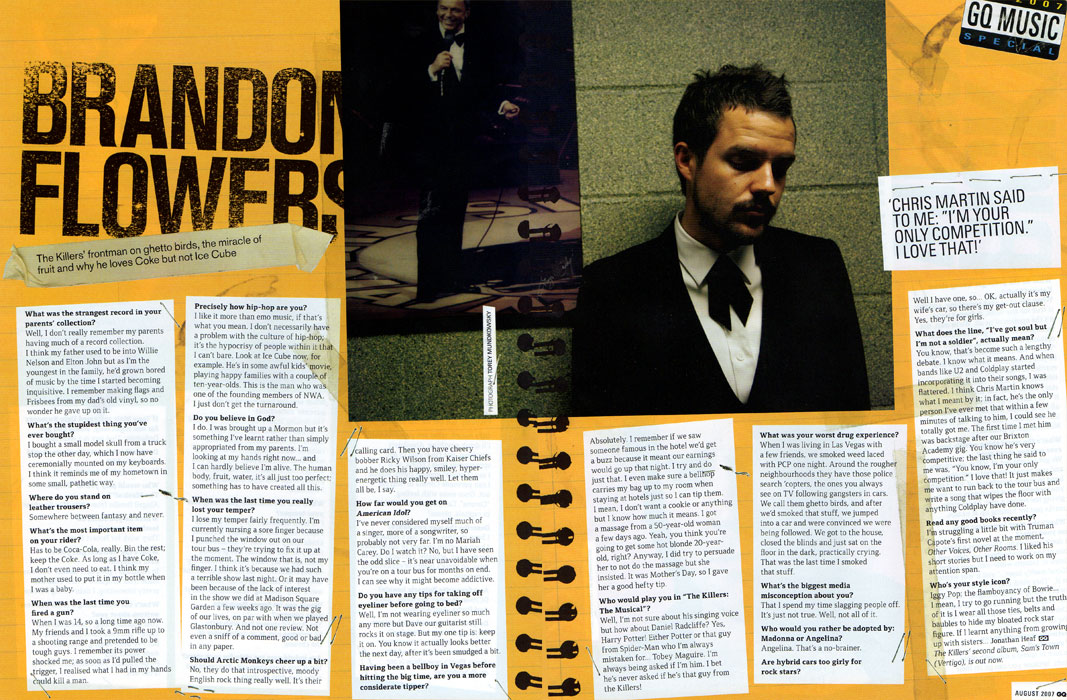 2007
GQ MUSIC
SPECIAL
BRANDON
FLOWERS
The Killers' frontman on ghetto birds, the miracle of
fruit and why he loves Coke but not Ice Cube
'CHRIS MARTIN SAID
TO ME: "I'M YOUR
ONLY COMPETITION."
I LOVE THAT!'
What was the strangest record in your
parents' collection?
Well, I don't really remember my parents
having much of a record collection.
I think my father used to be into Willie
Nelson and Elton John but as I'm the
youngest in the family, he'd grown bored
of music by the time I started becoming
inquisitive. I remember making flags and
Frisbees from my dad's old vinyl, so no
wonder he gave up on it.
What's the stupidest thing you've
ever bought?
I bought a small model skull from a truck
stop the other day, which I now have
ceremonially mounted on my keyboards.
I think it reminds me of my hometown in
some small, pathetic way.
Where do you stand on
leather trousers?
Somewhere between fantasy and never.
What's the most important item
on your rider?
Has to be Coca-Cola, really. Bin the rest;
keep the Coke. As long as I have Coke,
I don't even need to eat. I think my
mother used to put it in my bottle when
I was a baby.
When was the last time you
fired a gun?
When I was 14, so a long time ago now.
My friends and I took a 9mm rifle up to
a shooting range and pretended to be
tough guys. I remember its power
shocked me; as soon as I'd pulled the
trigger, I realised what I had in my hands
could kill a man.
Precisely how hip-hop are you?
I like it more than emo music, if that's
what you mean. I don't necessarily have
a problem with the culture of hip-hop;
it's the hypocrisy of people within it that
I can't bare. Look at Ice Cube now, for
example. He's in some awful kids' movie,
playing happy families with a couple of
ten-year-olds. This is the man who was
one of the founding members of NWA.
I just don't get the turnaround.
Do you believe in God?
I do. I was brought up a Mormon but it's
something I've learnt rather than simply
appropriated from my parents. I'm
looking at my hands right now... and
I can hardly believe I'm alive. The human
body, fruit, water, it's all just too perfect;
something has to have created all this.
When was the last time you really
lost your temper?
I lose my temper fairly frequently. I'm
currently nursing a sore finger because
I punched the window out on our
tour bus – they're trying to fix it up at
the moment. The window that is, not my
finger. I think it's because we had such
a terrible show last night. Or it may have
been because of the lack of interest
in the show we did at Madison Square
Garden a few weeks ago. It was the gig
of our lives, on par with when we played
Glastonbury. And not one review. Not
even a sniff of a comment, good or bad,
in any paper.
Should Arctic Monkeys cheer up a bit?
No, they do that introspective, moody
English rock thing really well. It's their
PHOTOGRAPH TOREY MUNDKOWSKY
calling card. Then you have cheery
bobber Ricky Wilson from Kaiser Chiefs
and he does his happy, smiley, hyper-
energetic thing really well. Let them
all be, I say.
How far would you get on
American Idol?
I've never considered myself much of
a singer, more of a songwriter, so
probably not very far. I'm no Mariah
Carey. Do I watch it? No, but I have seen
the odd slice – it's near unavoidable when
you're on a tour bus for months on end.
I can see why it might become addictive.
Do you have any tips for taking off
eyeliner before going to bed?
Well, I'm not wearing eyeliner so much
any more but Dave our guitarist still
rocks it on stage. But my one tip is: keep
it on. You know it actually looks better
the next day, after it's been smudged a bit.
Having been a bellboy in Vegas before
hitting the big time, are you a more
considerate tipper?
Absolutely. I remember if we saw
someone famous in the hotel we'd get
a buzz because it meant our earnings
would go up that night. I try and do
just that. I even make sure a bellhop
carries my bag up to my room when
staying at hotels just so I can tip them.
I mean, I don't want a cookie or anything
but I know how much it means. I got
a massage from a 50-year-old woman
a few days ago. Yeah, you think you're
going to get some hot blonde 20-year-
old, right? Anyway, I did try to persuade
her to not do the massage but she
insisted. It was Mother's Day, so I gave
her a good hefty tip.
Who would play you in "The Killers:
The Musical"?
Well, I'm not sure about his singing voice
but how about Daniel Radcliffe? Yes,
Harry Potter! Either Potter or that guy
from Spider-Man who I'm always
mistaken for... Tobey Maguire. I'm
always being asked if I'm him. I bet
he's never asked if he's that guy from
the Killers!
What was your worst drug experience?
When I was living in Las Vegas with
a few friends, we smoked weed laced
with PCP one night. Around the rougher
neighbourhoods they have those police
search 'copters, the ones you always
see on TV following gangsters in cars.
We call them ghetto birds, and after
we'd smoked that stuff, we jumped
into a car and were convinced we were
being followed. We got to the house,
closed the blinds and just sat on the
floor in the dark, practically crying.
That was the last time I smoked
that stuff.
What's the biggest media
misconception about you?
That I spend my time slagging people off.
It's just not true. Well, not all of it.
Who would you rather be adopted by:
Madonna or Angelina?
Angelina. That's a no-brainer.
Are hybrid cars too girly for
rock stars?
Well I have one, so... OK, actually it's my
wife's car, so there's my get-out clause.
Yes, they're for girls.
What does the line, "I've got soul but
I'm not a soldier", actually mean?
You know, that's become such a lengthy
debate. I know what it means. And when
bands like U2 and Coldplay started
incorporating it into their songs, I was
flattered. I think Chris Martin knows
what I meant by it; in fact, he's the only
person I've ever met that within a few
minutes of talking to him, I could see he
totally got me. The first time I met him
was backstage after our Brixton
Academy gig. You know he's very
competitive: the last thing he said to
me was, "You know, I'm your only
competition." I love that! It just makes
me want to run back to the tour bus and
write a song that wipes the floor with
anything Coldplay have done.
Read any good books recently?
I'm struggling a little bit with Truman
Capote's first novel at the moment,
Other Voices, Other Rooms. I liked his
short stories but I need to work on my
attention span.
Who's your style icon?
Iggy Pop; the flamboyancy of Bowie...
I mean, I try to go running but the truth
of it is I wear all those ties, belts and
baubles to hide my bloated rock star
figure. If I learnt anything from growing
up with sisters... Jonathan Heaf GQ
The Killers' second album, Sam's Town
(Vertigo), is out now.
AUGUST 2007 GQ